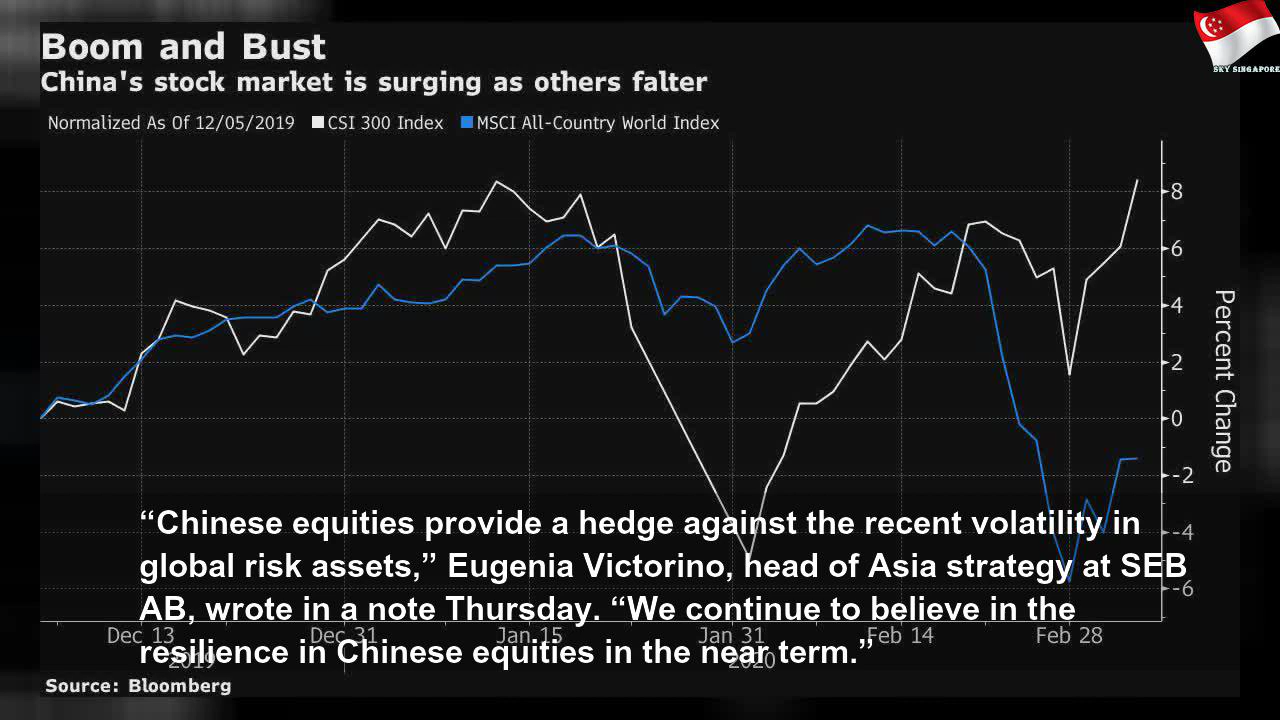 SKY SINGAPORE
Boom and Bust
China's stock market is surging as others falter
Normalized As Of 12/05/2019 CSI 300 Index MSCI All-Country World Index
8
6
4
2
0
-2
-4
-6
Percent Change
“Chinese equities provide a hedge against the recent volatility in
global risk assets,” Eugenia Victorino, head of Asia strategy at SEB
AB, wrote in a note Thursday. “We continue to believe in the
resilience in Chinese equities in the near term.”
Dec 13 Dec 31 Jan 15 Jan 31 Feb 14 Feb 28
2019 2020
Source: Bloomberg